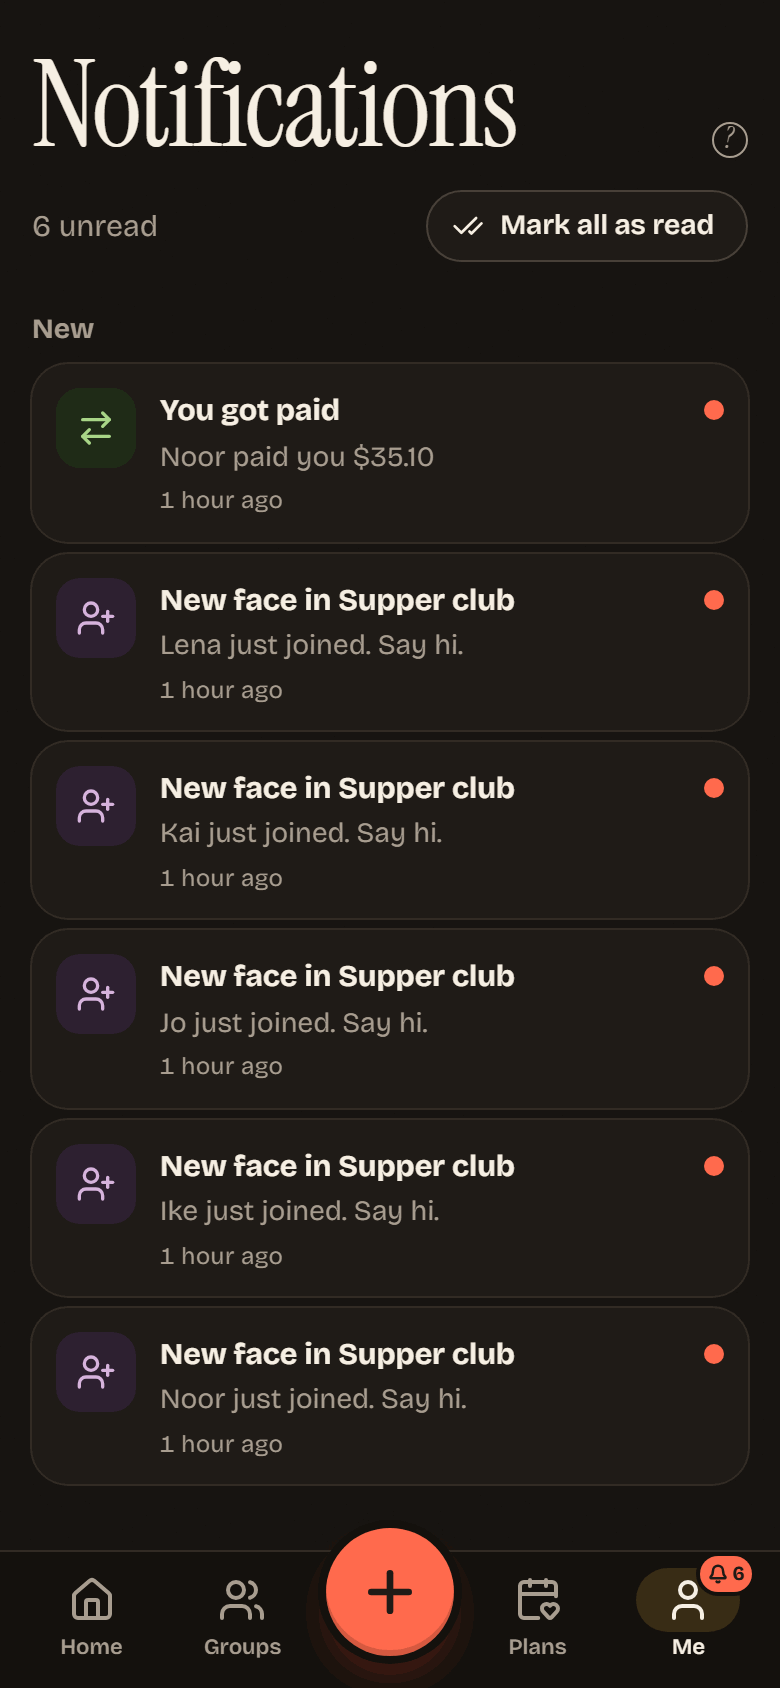 Notifications
?
6 unread
Mark all as read
New
You got paid
Noor paid you $35.10
1 hour ago
New face in Supper club
Lena just joined. Say hi.
1 hour ago
New face in Supper club
Kai just joined. Say hi.
1 hour ago
New face in Supper club
Jo just joined. Say hi.
1 hour ago
New face in Supper club
Ike just joined. Say hi.
1 hour ago
New face in Supper club
Noor just joined. Say hi.
1 hour ago
6
Home
Groups
Plans
Me